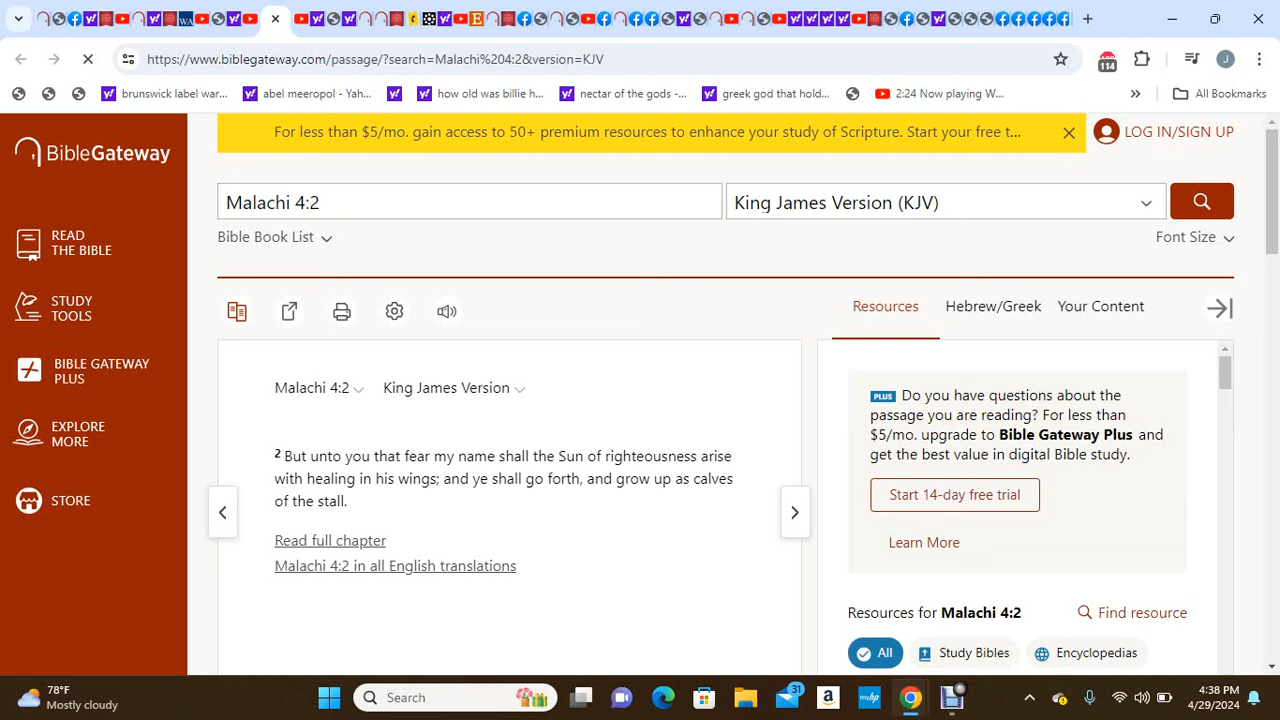 https://www.biblegateway.com/passage/?search=Malachi%204:2&version=KJV
114
J
brunswick label war...
abel meeropol - Yah...
how old was billie h...
nectar of the gods -...
greek god that hold...
2:24 Now playing W...
All Bookmarks
BibleGateway
For less than $5/mo. gain access to 50+ premium resources to enhance your study of Scripture. Start your free t...
LOG IN/SIGN UP
Malachi 4:2
King James Version (KJV)
Bible Book List
Font Size
READ
THE BIBLE
STUDY
TOOLS
BIBLE GATEWAY
PLUS
EXPLORE
MORE
STORE
Resources
Hebrew/Greek
Your Content
Malachi 4:2
King James Version
2 But unto you that fear my name shall the Sun of righteousness arise
with healing in his wings; and ye shall go forth, and grow up as calves
of the stall.
Read full chapter
Malachi 4:2 in all English translations
PLUS Do you have questions about the
passage you are reading? For less than
$5/mo. upgrade to Bible Gateway Plus and
get the best value in digital Bible study.
Start 14-day free trial
Learn More
Resources for Malachi 4:2
Find resource
All
Study Bibles
Encyclopedias
78°F
Mostly cloudy
Search
31
a
myhp
4:38 PM
4/29/2024